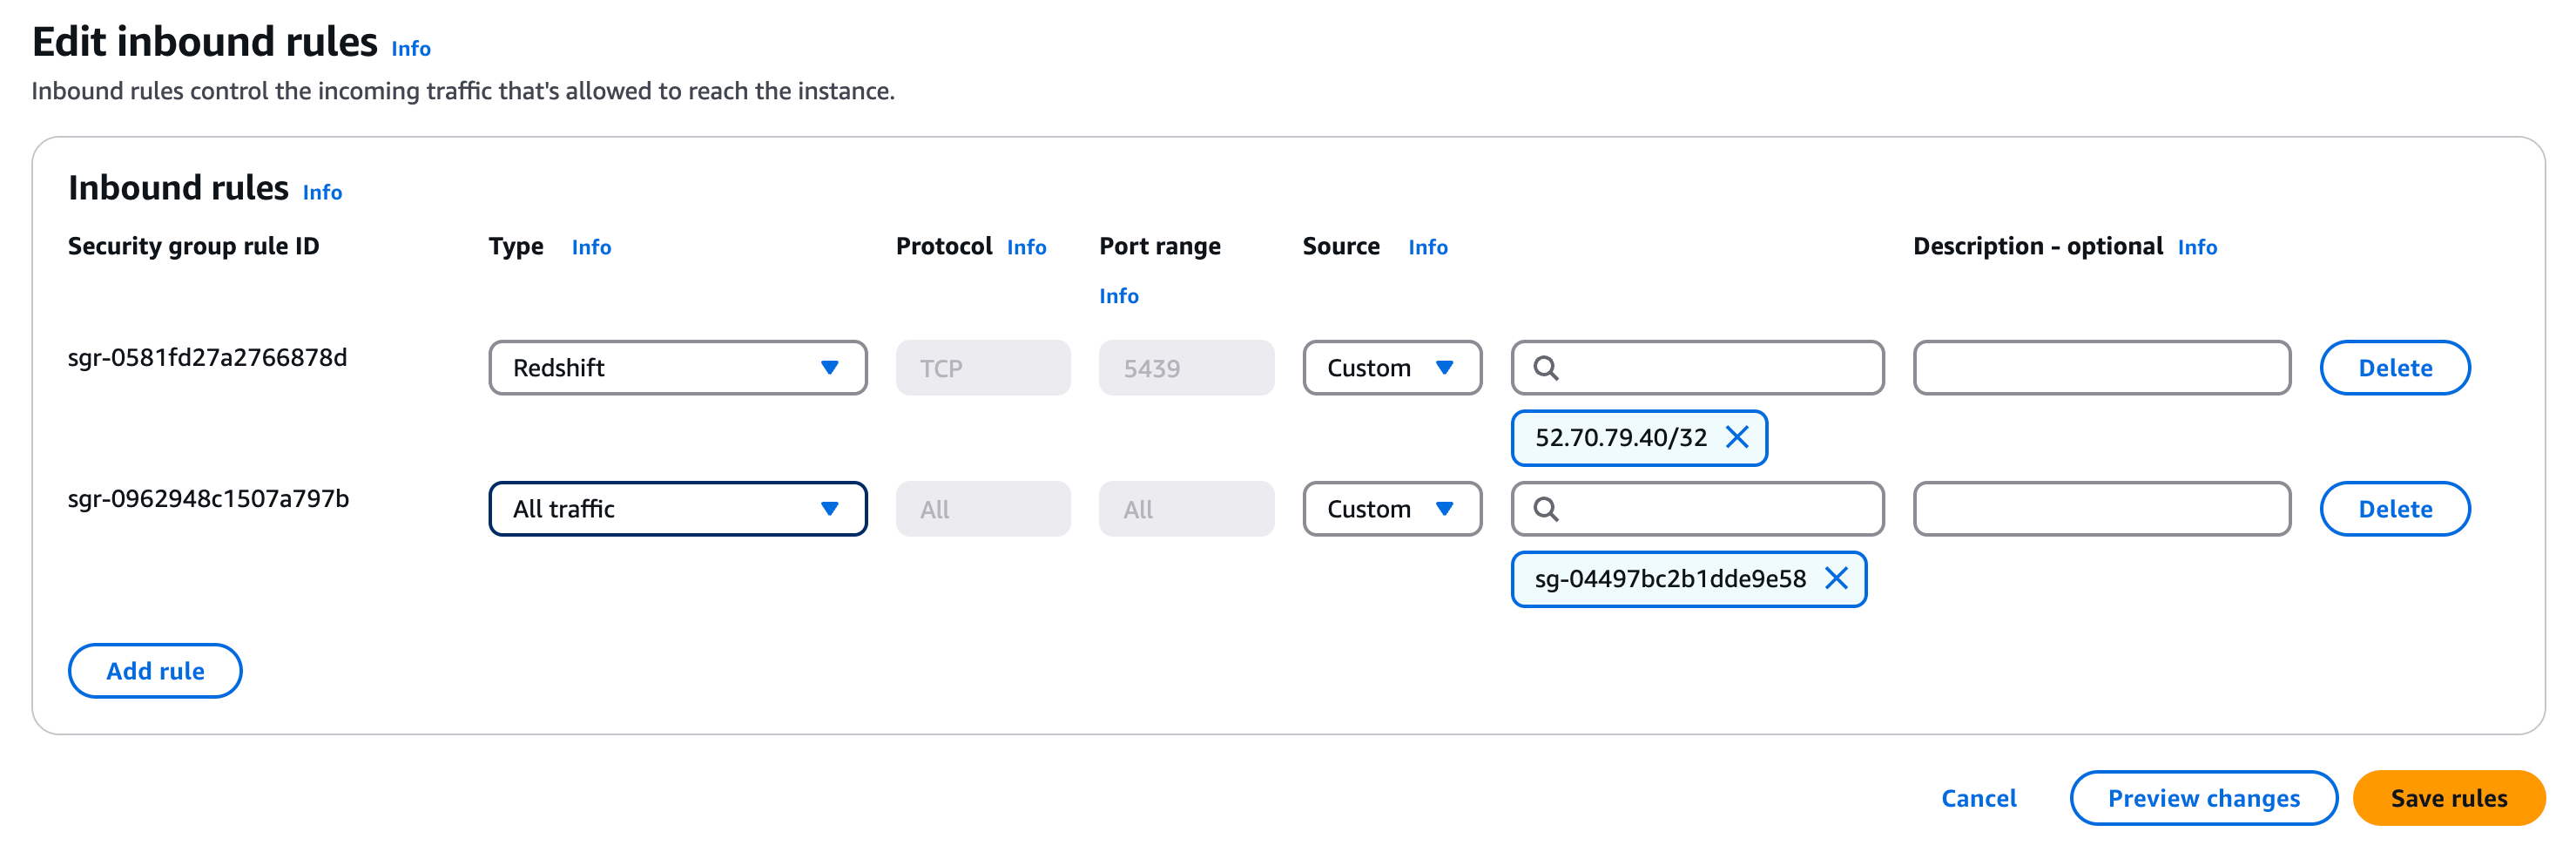 Edit inbound rules Info
Inbound rules control the incoming traffic that's allowed to reach the instance.
Inbound rules Info
Security group rule ID Type Info Protocol Info Port range Info Source Info Description - optional Info
sgr-0581fd27a2766878d Redshift TCP 5439 Custom Delete
52.70.79.40/32
sgr-0962948c1507a797b All traffic All All Custom Delete
sg-04497bc2b1dde9e58
Add rule
Cancel Preview changes Save rules